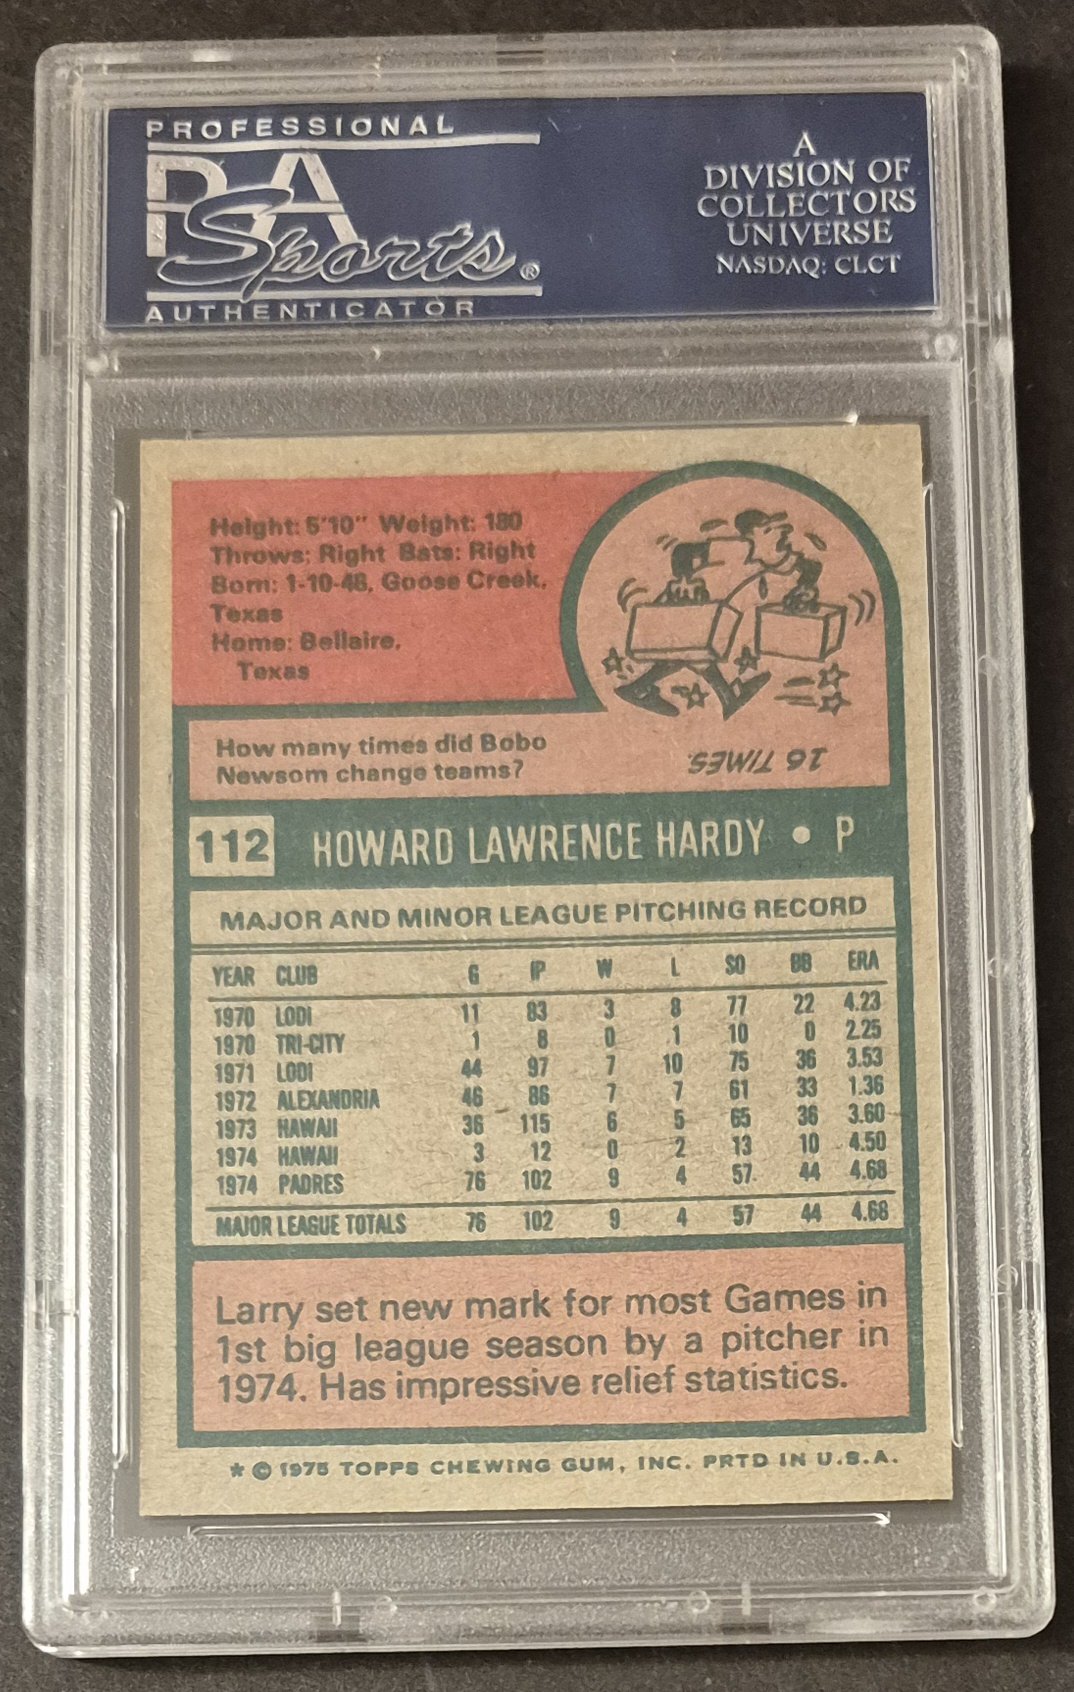 PROFESSIONAL
PSA
Sports®
AUTHENTICATOR
A
DIVISION OF
COLLECTORS
UNIVERSE
NASDAQ: CLCT
Height: 5'10" Weight: 180
Throws: Right Bats: Right
Born: 1-10-48, Goose Creek,
Texas
Home: Bellaire,
Texas
How many times did Bobo
Newsom change teams?
16 TIMES.
112 HOWARD LAWRENCE HARDY • P
MAJOR AND MINOR LEAGUE PITCHING RECORD
YEAR CLUB G IP W L SO BB ERA
1970 LODI 11 83 3 8 77 22 4.23
1970 TRI-CITY 1 8 0 1 10 0 2.25
1971 LODI 44 97 7 10 75 36 3.53
1972 ALEXANDRIA 46 86 7 7 61 33 1.36
1973 HAWAII 36 115 6 5 65 36 3.60
1974 HAWAII 3 12 0 2 13 10 4.50
1974 PADRES 76 102 9 4 57 44 4.68
MAJOR LEAGUE TOTALS 76 102 9 4 57 44 4.68
Larry set new mark for most Games in
1st big league season by a pitcher in
1974. Has impressive relief statistics.
* © 1975 TOPPS CHEWING GUM, INC. PRTD IN U.S.A.